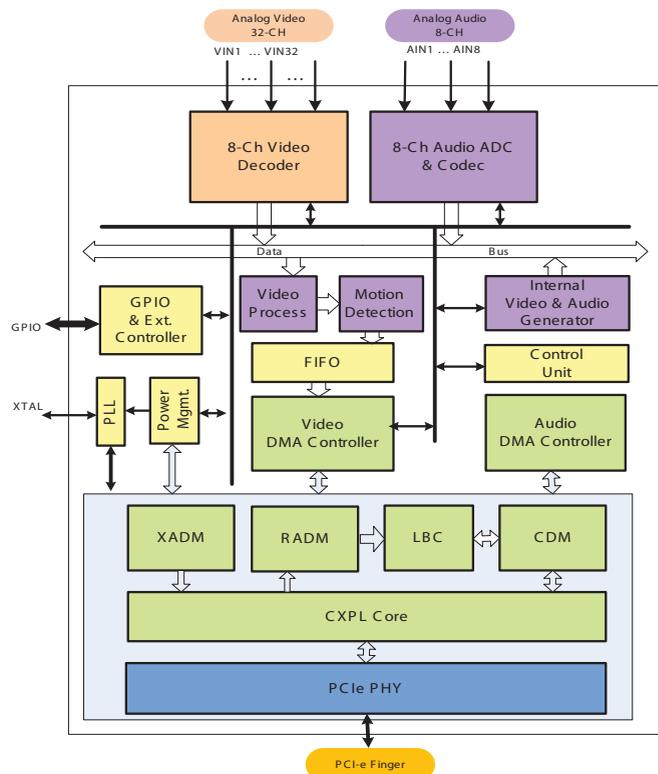 Analog Video
32-CH
Analog Audio
8-CH
VIN1 ... VIN32
AIN1 ... AIN8
... ...
8-Ch Video
Decoder
8-Ch Audio ADC
& Codec
Data
Bus
GPIO
GPIO
& Ext.
Controller
Video
Process
Motion
Detection
Internal
Video & Audio
Generator
FIFO
Control
Unit
XTAL
PLL
Power
Mgmt.
Video
DMA Controller
Audio
DMA Controller
XADM
RADM
LBC
CDM
CXPL Core
PCIe PHY
PCI-e Finger